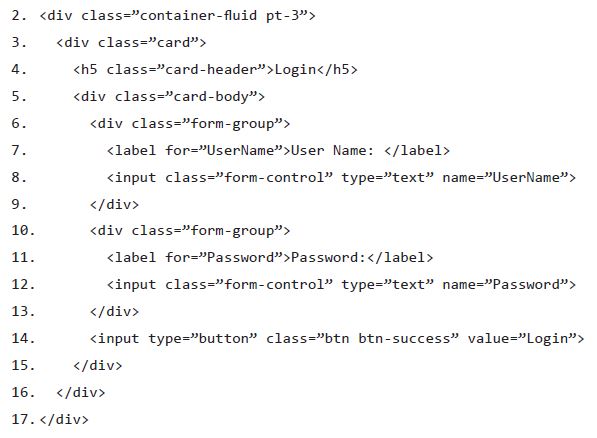 2. <div class=”container-fluid pt-3”>
3. <div class=”card”>
4. <h5 class=”card-header”>Login</h5>
5. <div class=”card-body”>
6. <div class=”form-group”>
7. <label for=”UserName”>User Name: </label>
8. <input class=”form-control” type=”text” name=”UserName”>
9. </div>
10. <div class=”form-group”>
11. <label for=”Password”>Password:</label>
12. <input class=”form-control” type=”text” name=”Password”>
13. </div>
14. <input type=”button” class=”btn btn-success” value=”Login”>
15. </div>
16. </div>
17. </div>